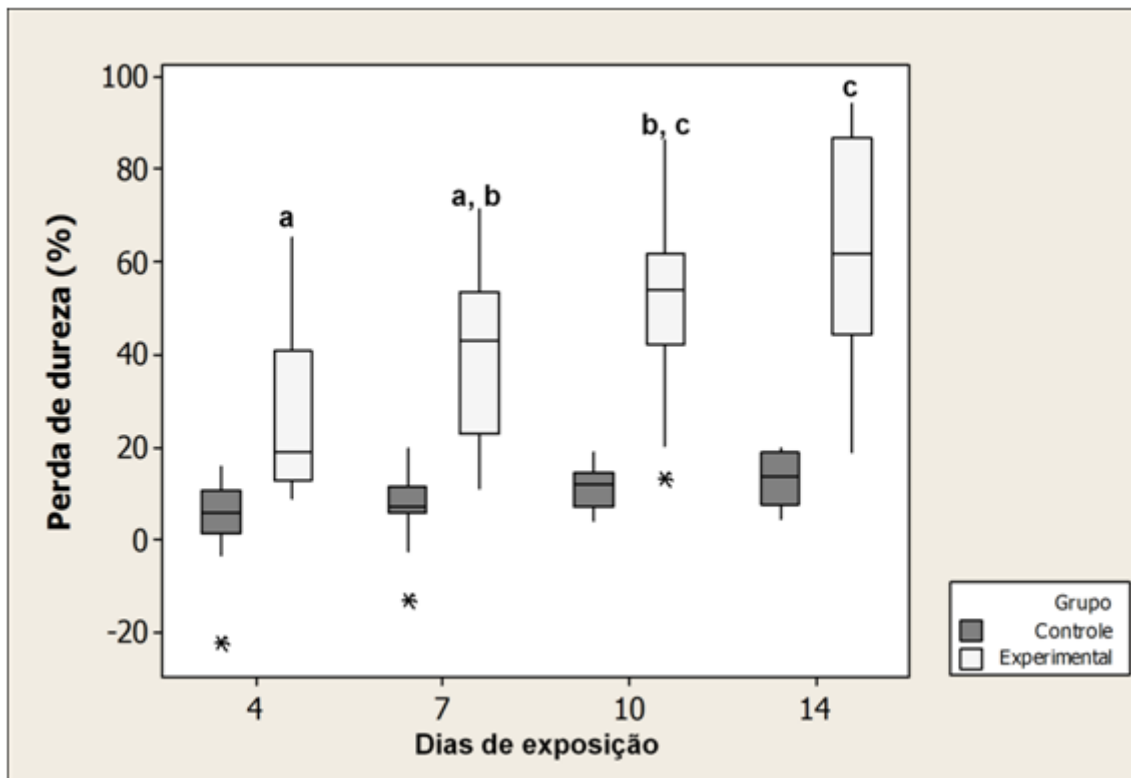 Perda de dureza (%)
100
80
60
40
20
0
-20
a
a, b
b, c
c
4
7
10
14
Dias de exposição
Grupo
Controle
Experimental